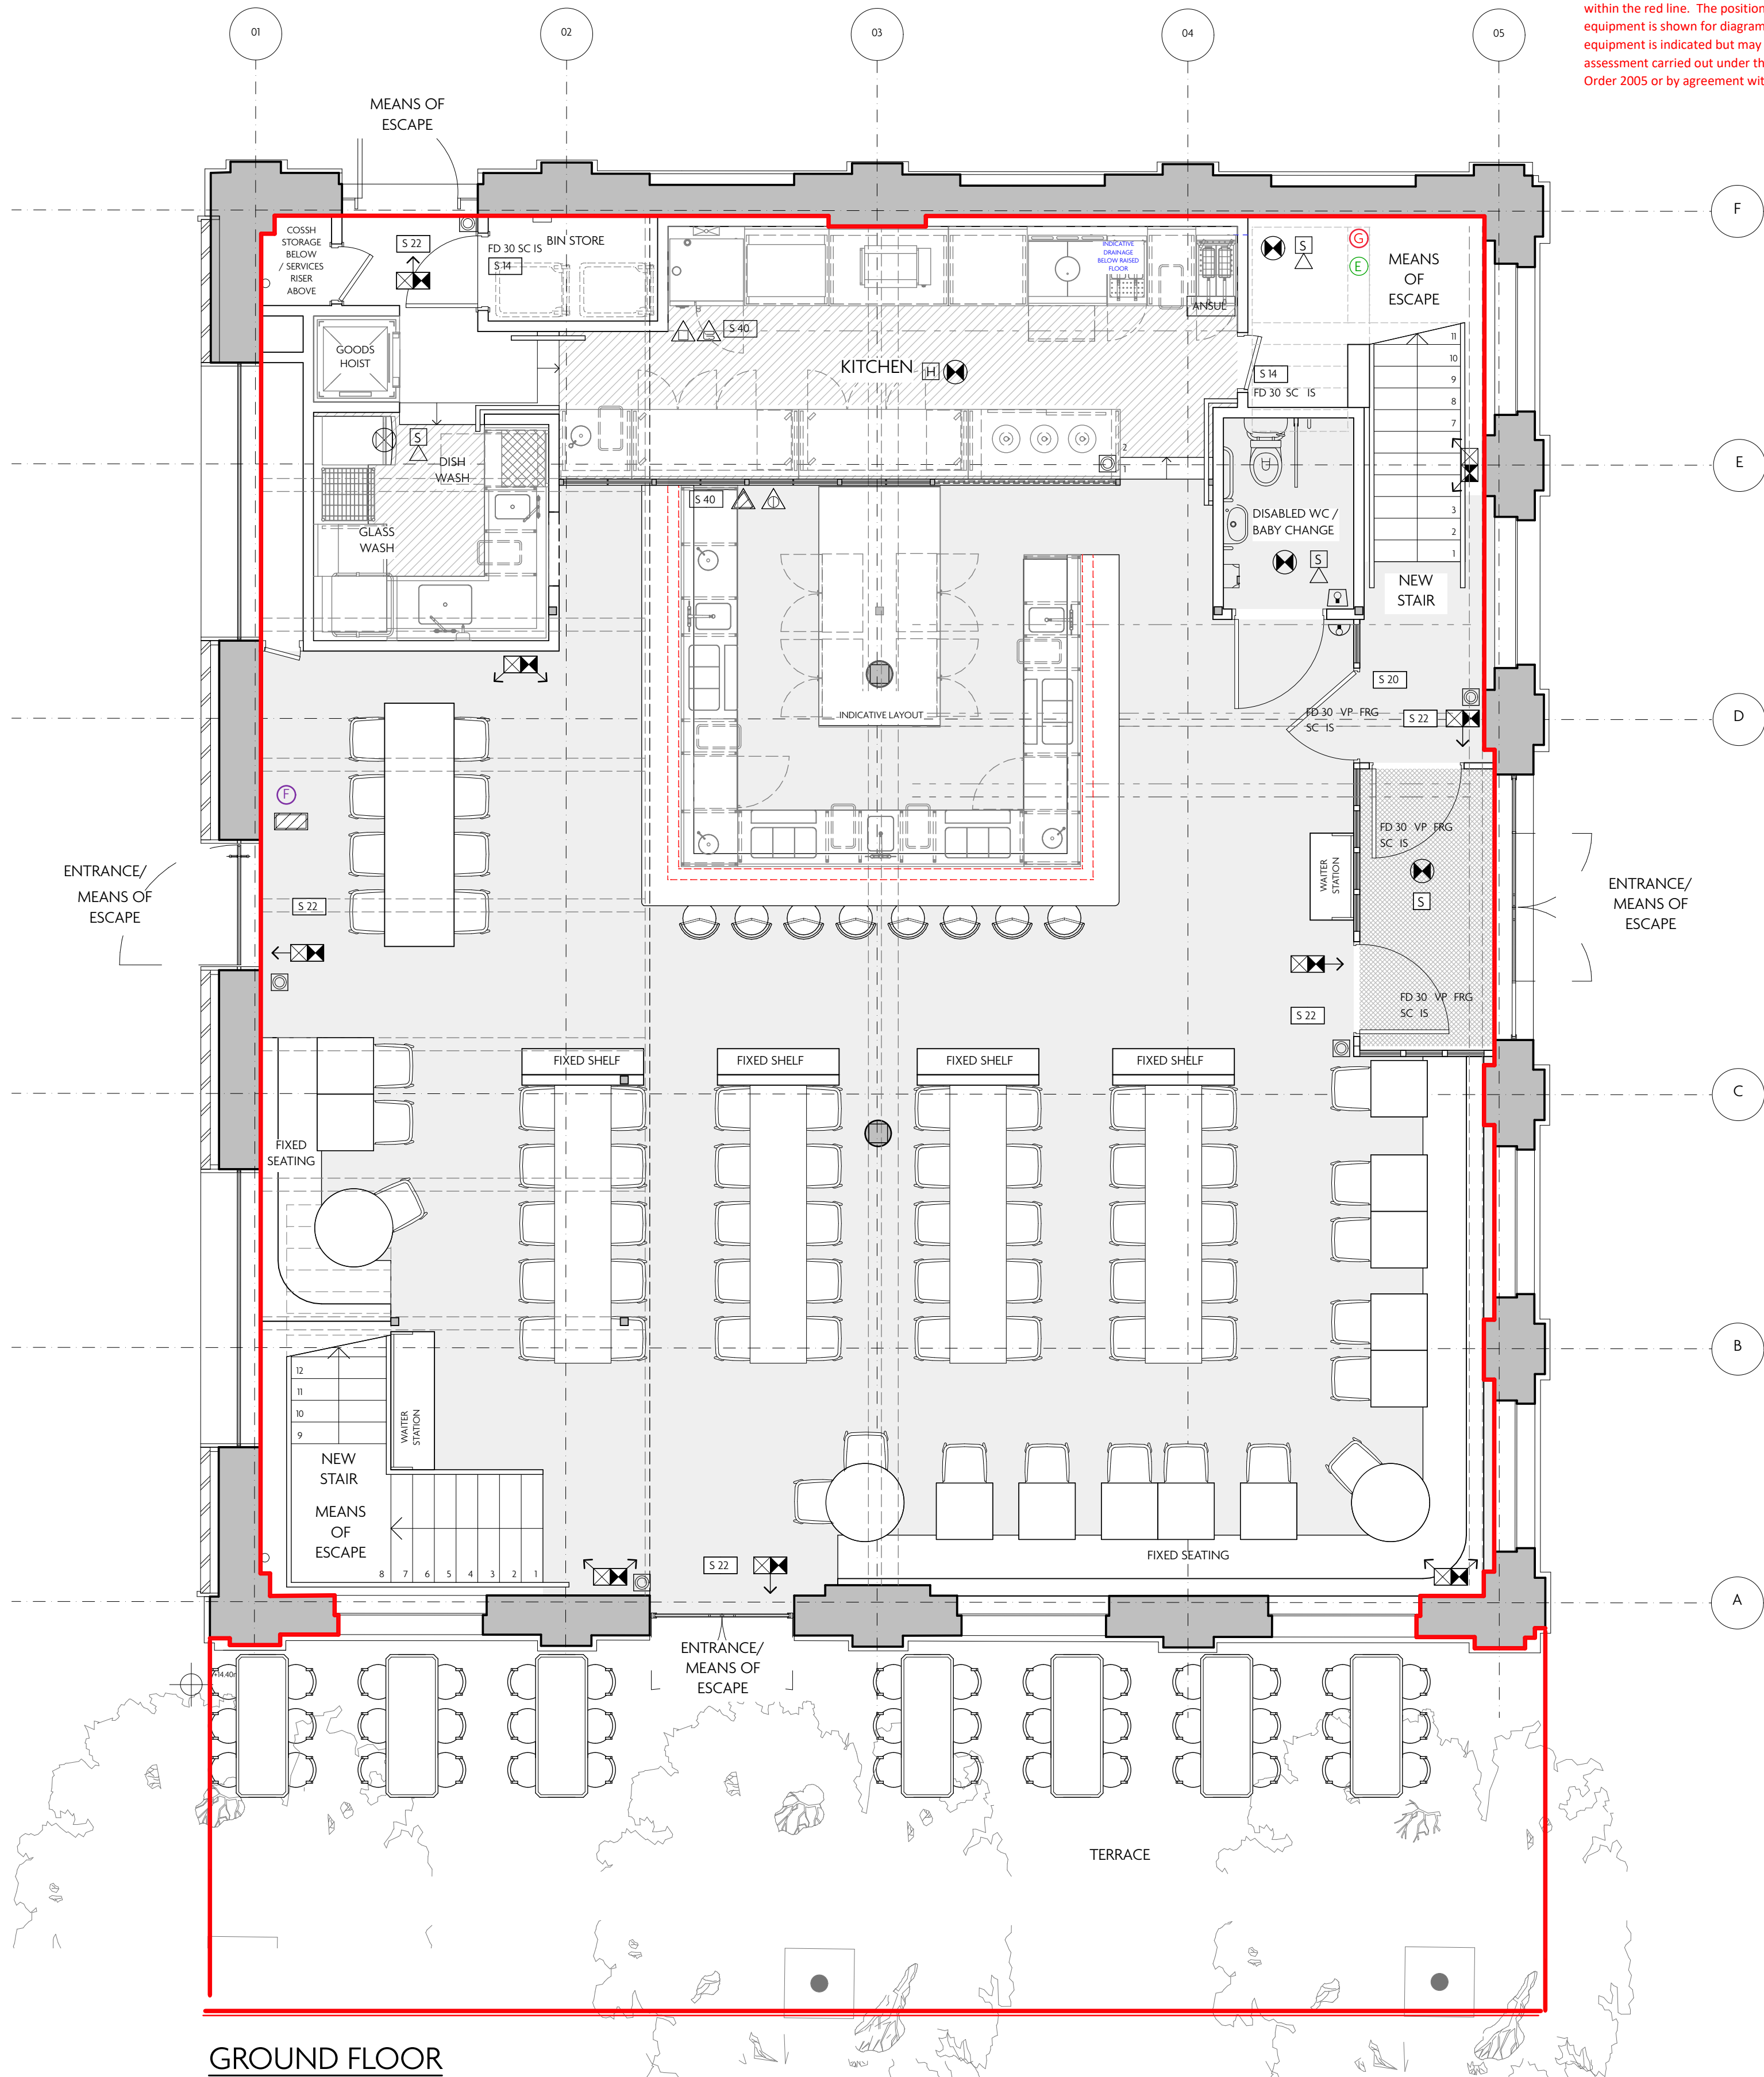 within the red line. The position
equipment is shown for diagram
equipment is indicated but may
assessment carried out under th
Order 2005 or by agreement wit
01
02
03
04
05
MEANS OF
ESCAPE
F
COSSH
STORAGE
BELOW
/ SERVICES
RISER
ABOVE
S 22
FD 30 SC IS
BIN STORE
S 14
INDICATIVE
DRAINAGE
BELOW RAISED
FLOOR
ANSUL
S
G
E
MEANS
OF
ESCAPE
GOODS
HOIST
S 40
KITCHEN
H
S 14
FD 30 SC IS
11
10
9
8
7
3
2
1
S
DISH
WASH
GLASS
WASH
2
1
E
S 40
DISABLED WC /
BABY CHANGE
S
NEW
STAIR
S 20
INDICATIVE LAYOUT
FD 30 VP FRG
SC IS
S 22
D
F
FD 30 VP FRG
SC IS
WAITER
STATION
S
ENTRANCE/
MEANS OF
ESCAPE
S 22
ENTRANCE/
MEANS OF
ESCAPE
FD 30 VP FRG
SC IS
S 22
FIXED SHELF
FIXED SHELF
FIXED SHELF
FIXED SHELF
C
FIXED
SEATING
B
12
11
10
9
WAITER
STATION
NEW
STAIR
MEANS
OF
ESCAPE
8
7
6
5
4
3
2
1
S 22
FIXED SEATING
A
ENTRANCE/
MEANS OF
ESCAPE
TERRACE
GROUND FLOOR